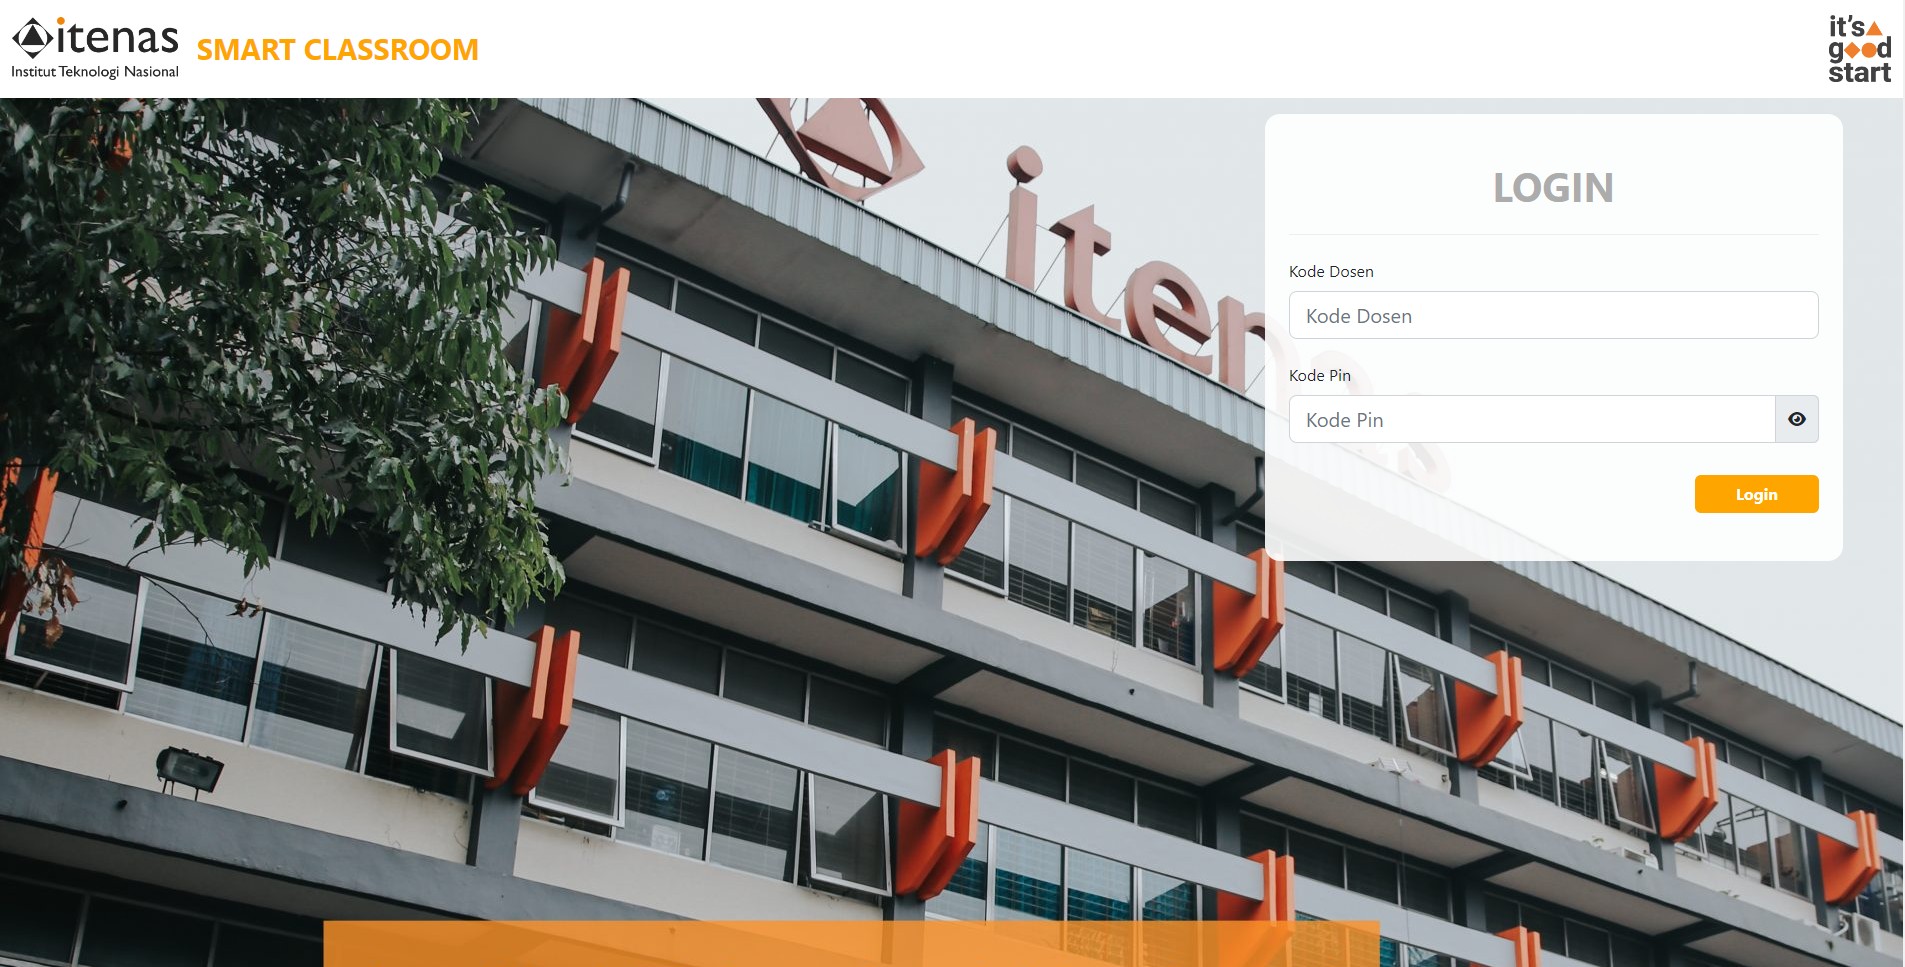 itenas
Institut Teknologi Nasional
SMART CLASSROOM
it's
good
start
itenas
LOGIN
Kode Dosen
Kode Dosen
Kode Pin
Kode Pin
Login